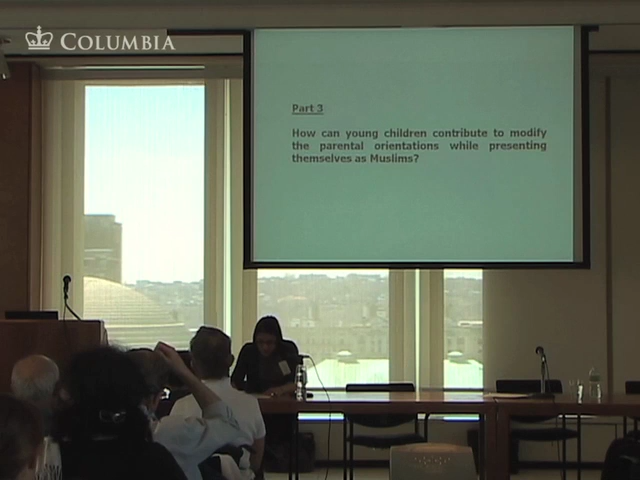 COLUMBIA
Part 3
How can young children contribute to modify
the parental orientations while presenting
themselves as Muslims?